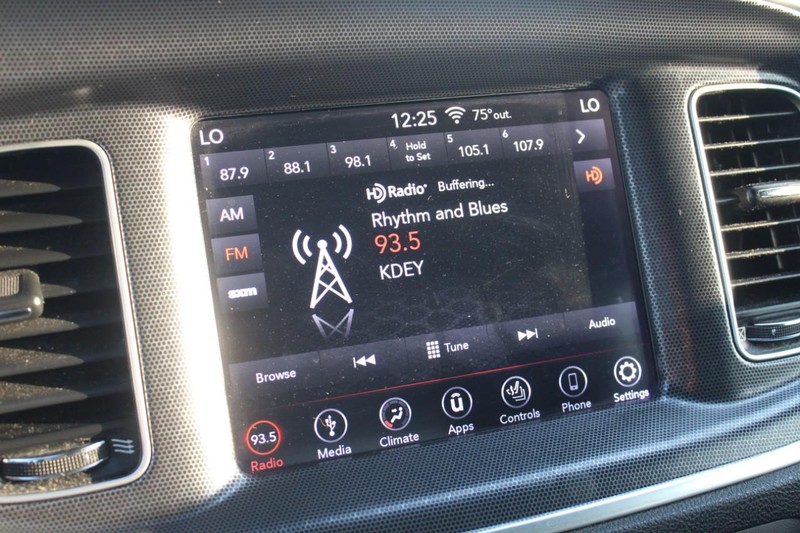 LO 12:25 75° out. LO
1 87.9 2 88.1 3 98.1 4 Hold to Set 5 105.1 6 107.9
HD Radio® Buffering...
HD
AM
Rhythm and Blues
FM
93.5
sxm
KDEY
Browse Tune Audio
93.5
Radio Media Climate Apps Controls Phone Settings